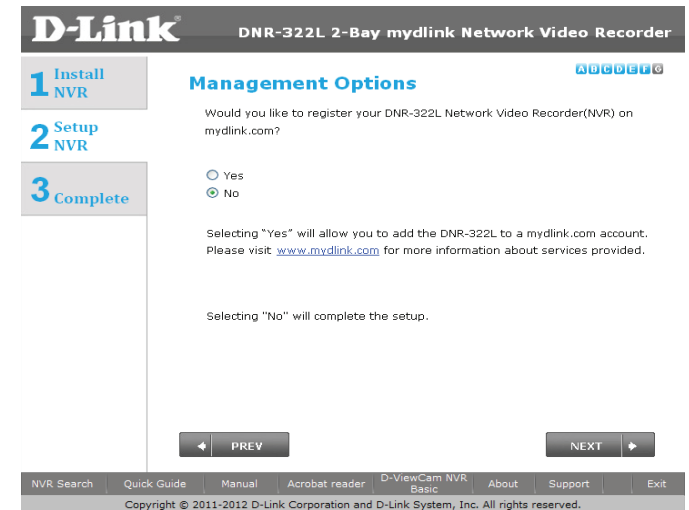 D-Link®
DNR-322L 2-Bay mydlink Network Video Recorder
1 Install
NVR
2 Setup
NVR
3 Complete
A B C D E F G
Management Options
Would you like to register your DNR-322L Network Video Recorder(NVR) on
mydlink.com?
Yes
No
Selecting "Yes" will allow you to add the DNR-322L to a mydlink.com account.
Please visit www.mydlink.com for more information about services provided.
Selecting "No" will complete the setup.
PREV
NEXT
NVR Search
Quick Guide
Manual
Acrobat reader
D-ViewCam NVR
Basic
About
Support
Exit
Copyright © 2011-2012 D-Link Corporation and D-Link System, Inc. All rights reserved.